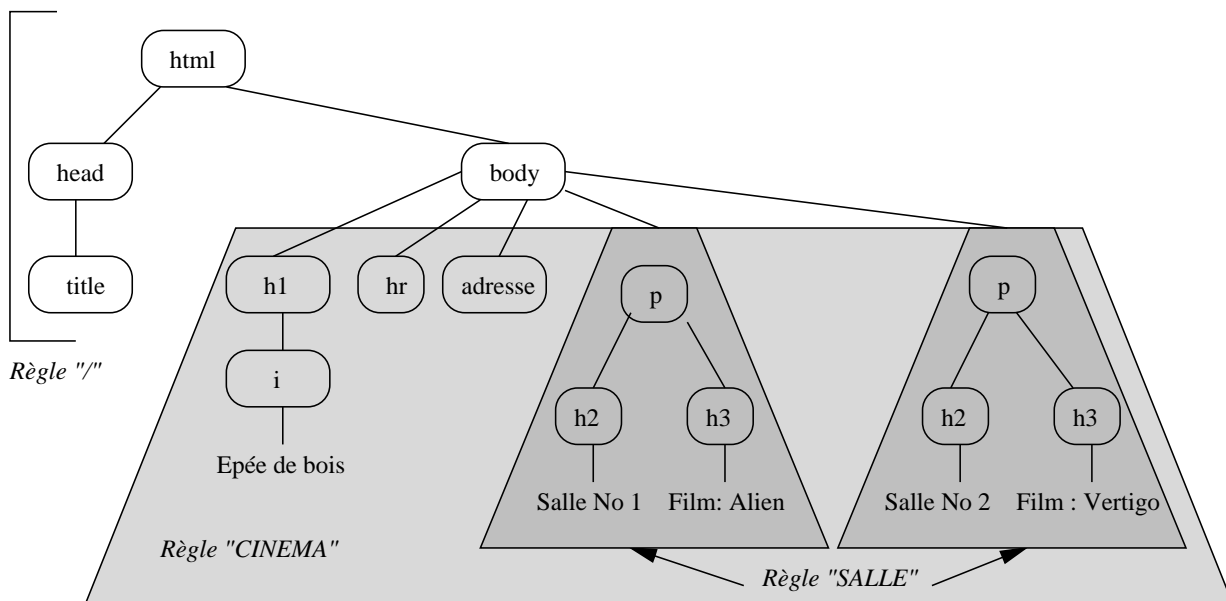 html
head
body
title
h1
hr
adresse
p
p
Règle "/"
i
h2
h3
h2
h3
Epée de bois
Salle No 1
Film: Alien
Salle No 2
Film : Vertigo
Règle "CINEMA"
Règle "SALLE"